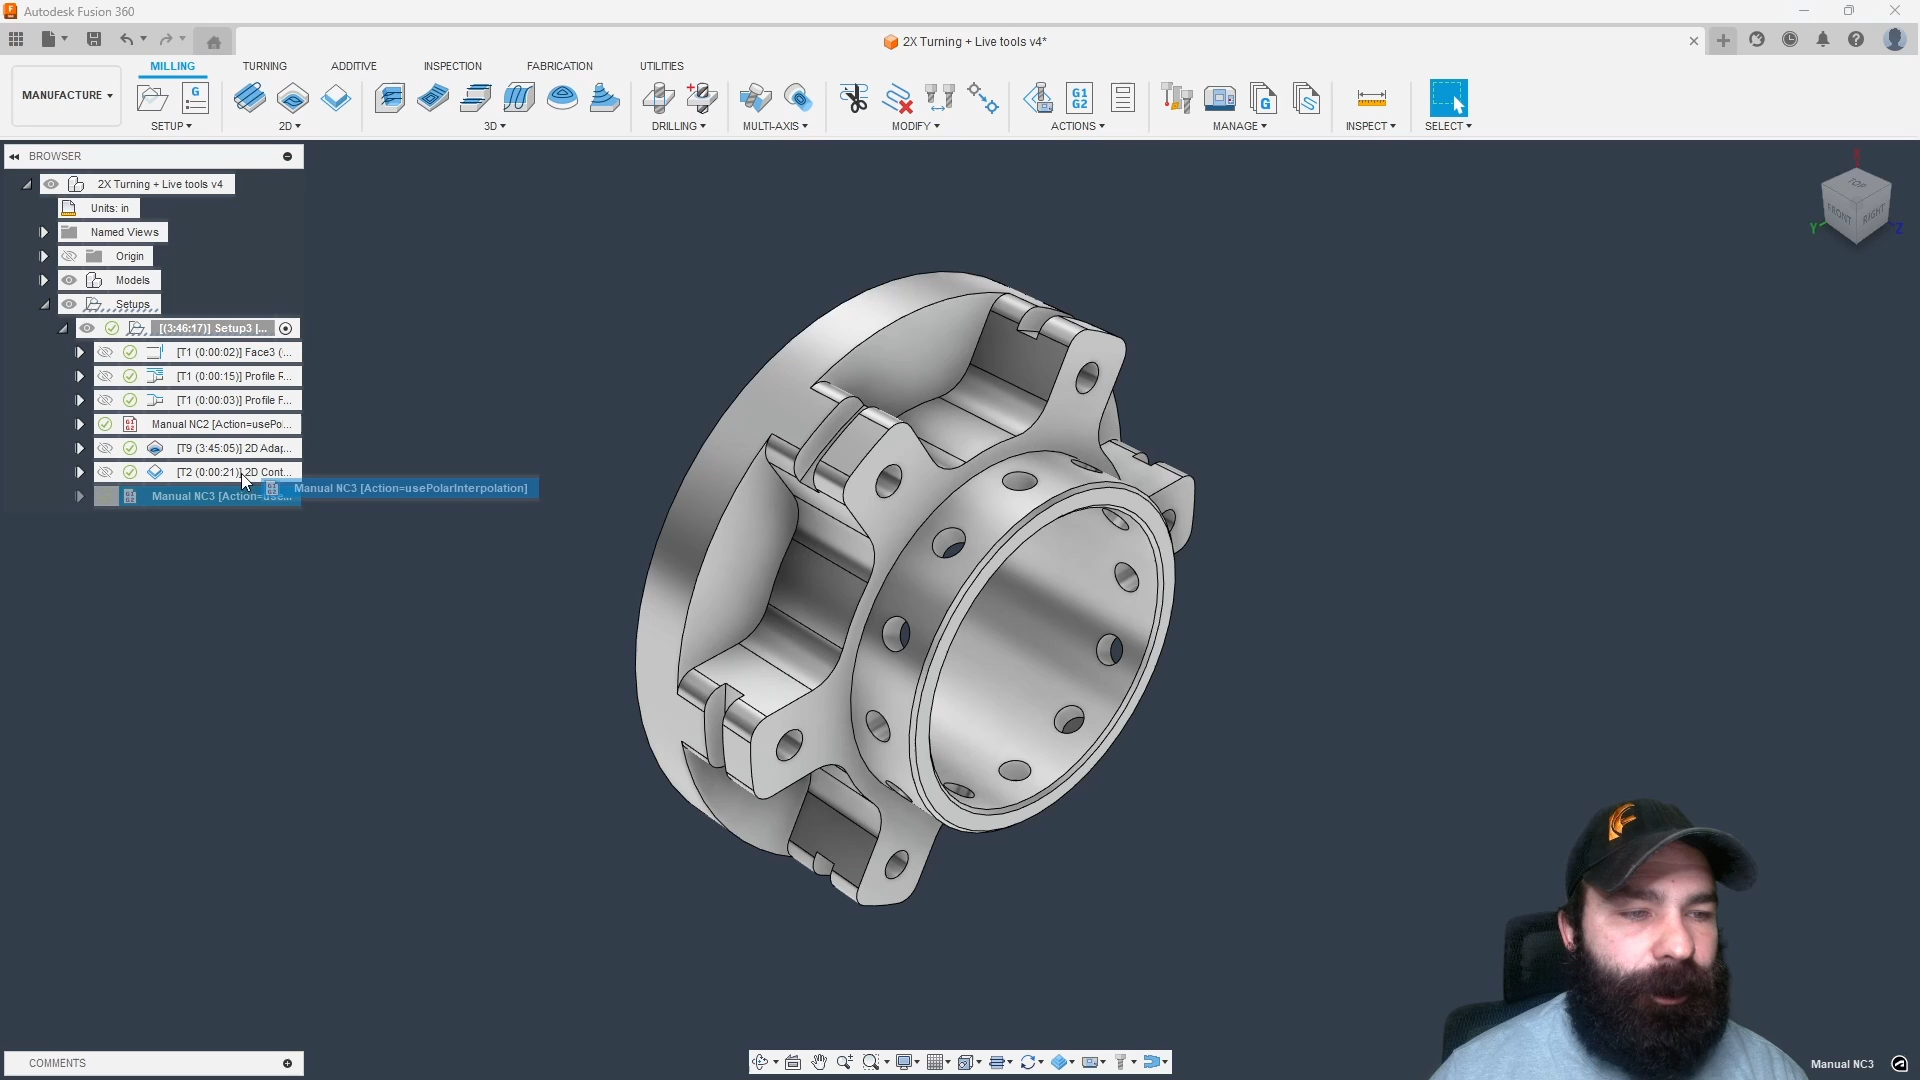 Autodesk Fusion 360
2X Turning + Live tools v4*
MILLING TURNING ADDITIVE INSPECTION FABRICATION UTILITIES
MANUFACTURE
SETUP 2D 3D DRILLING MULTI-AXIS MODIFY ACTIONS MANAGE INSPECT SELECT
BROWSER
2X Turning + Live tools v4
Units: in
Named Views
Origin
Models
Setups
[(3:46:17)] Setup3 [...
[T1 (0:00:02)] Face3 (...
[T1 (0:00:15)] Profile R...
[T1 (0:00:03)] Profile F...
Manual NC2 [Action=usePo...
[T9 (3:45:05)] 2D Adap...
[T2 (0:00:21)] 2D Cont...
Manual NC3 [Action=usePolarInterpolation]
Manual NC3 [Action=use...
TOP
FRONT
RIGHT
X
Y
Z
COMMENTS
Manual NC3